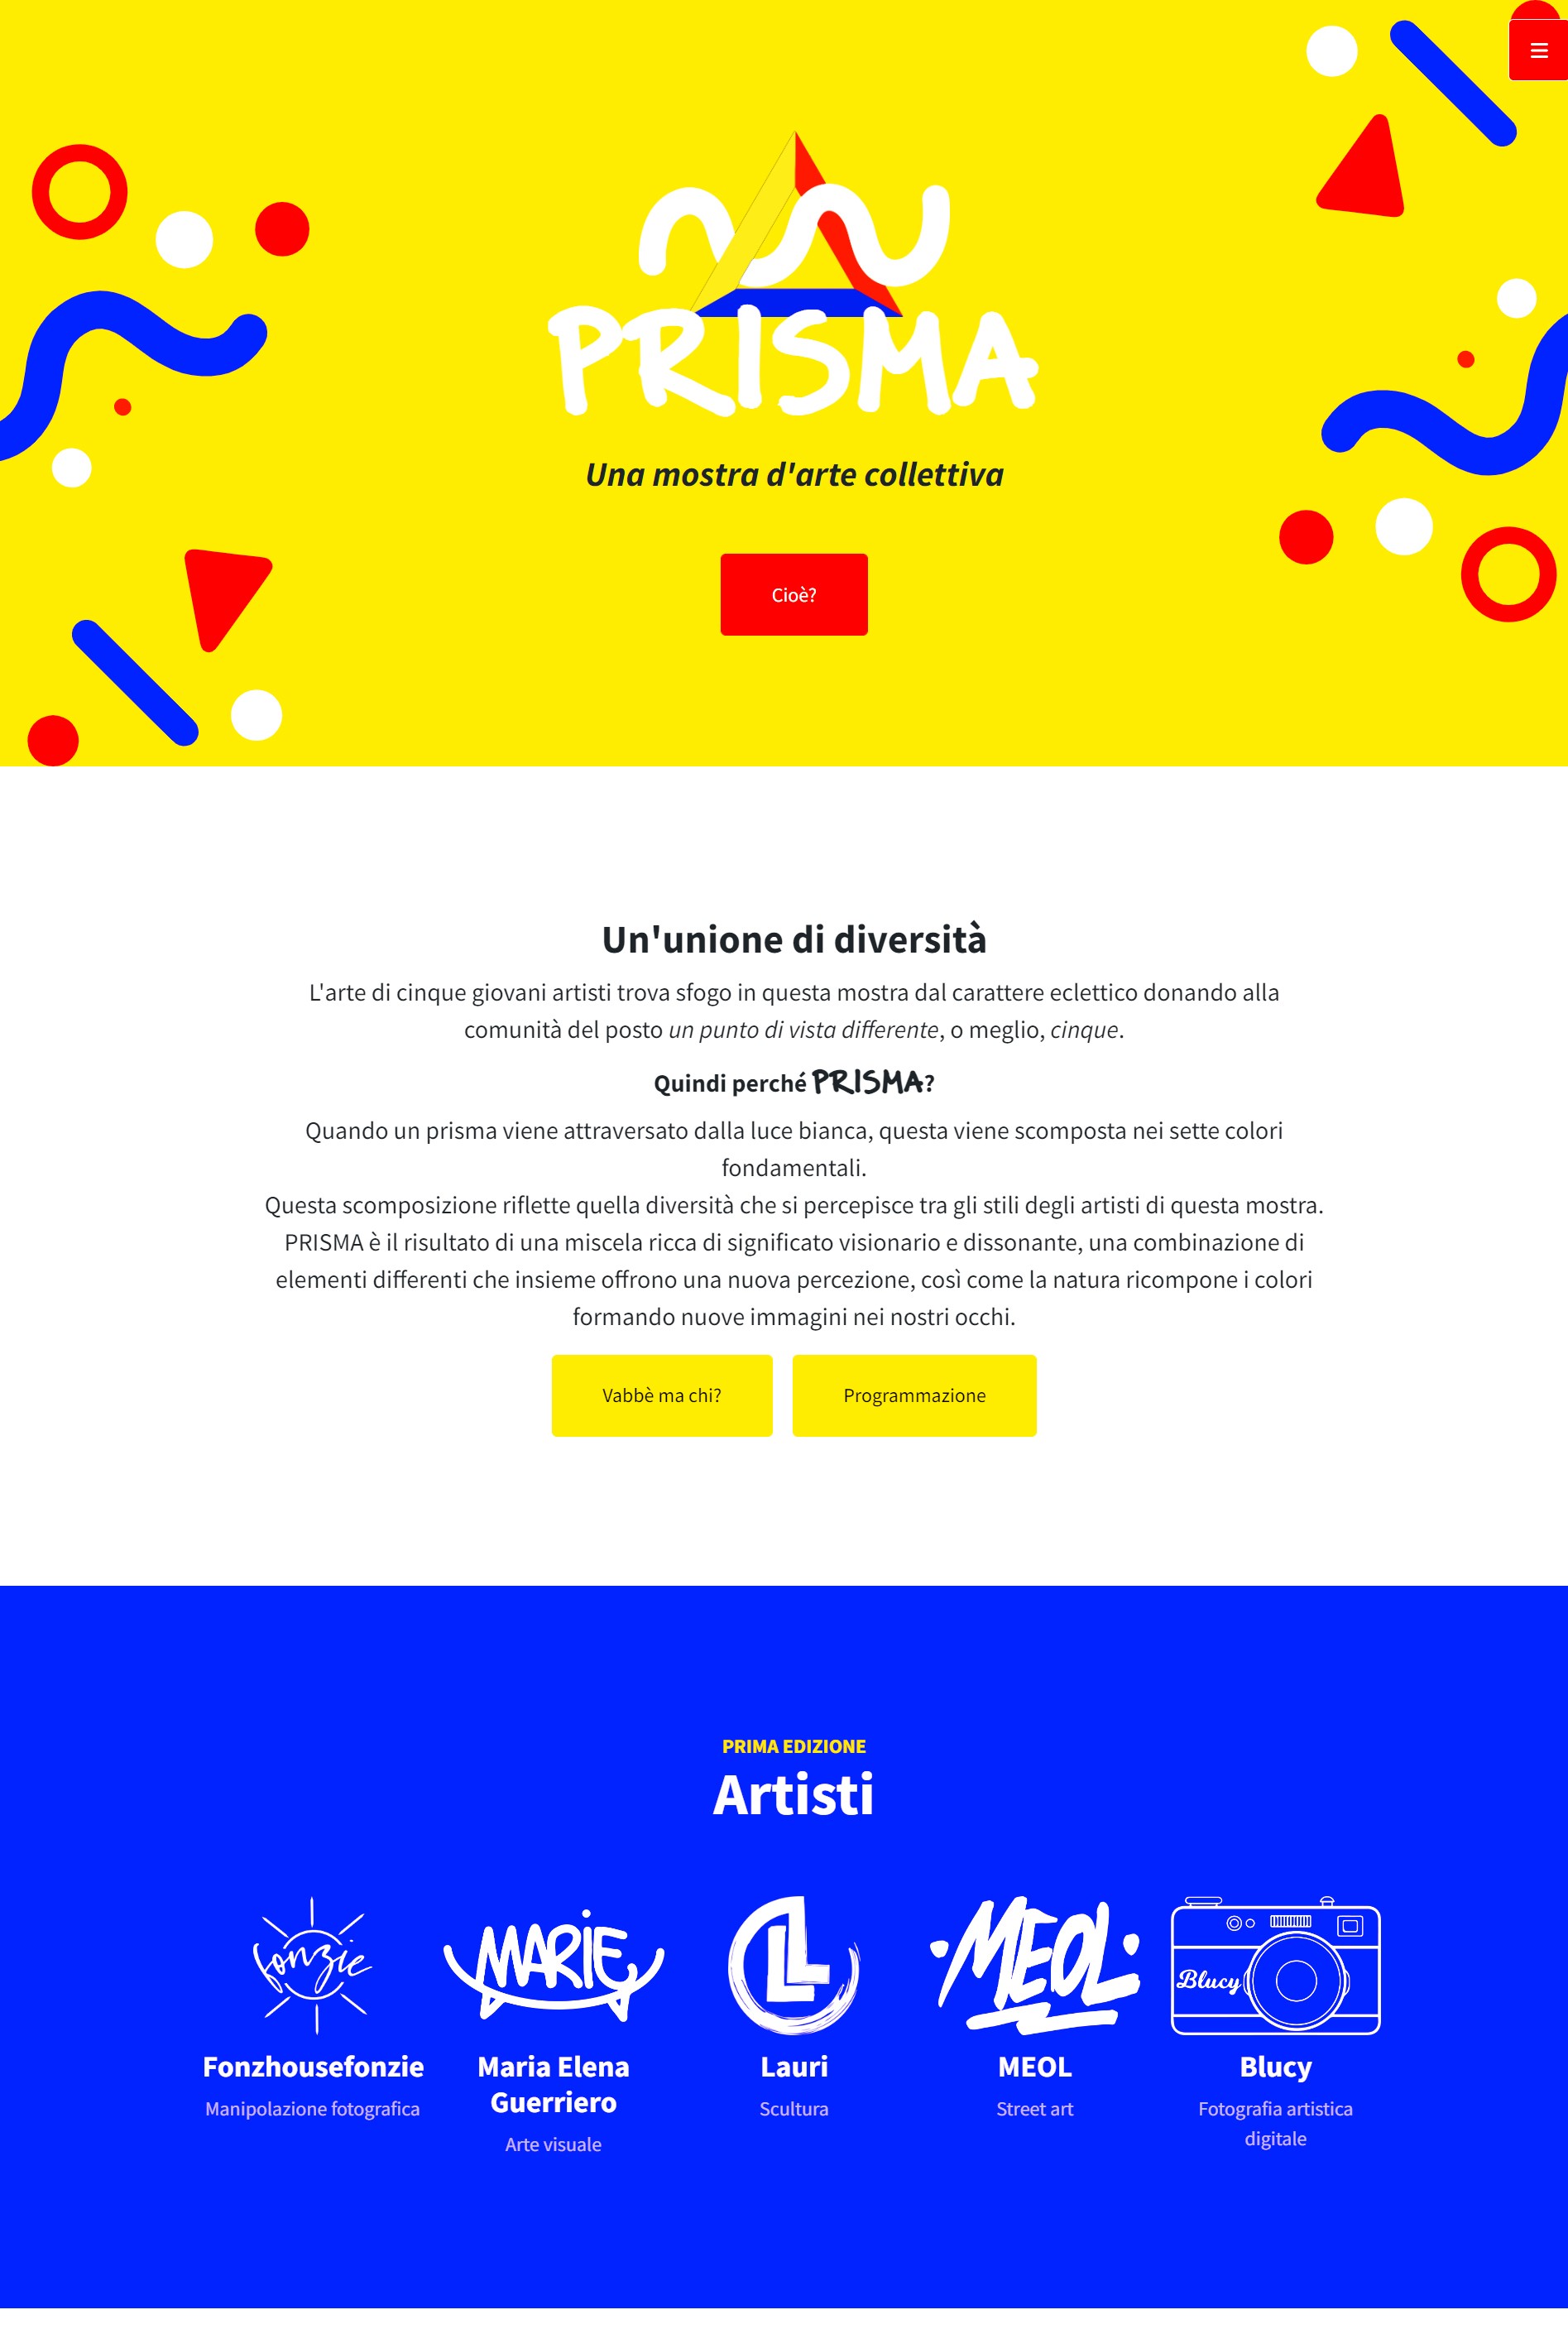 PRISMA
Una mostra d'arte collettiva
Cioè?
Un'unione di diversità
L'arte di cinque giovani artisti trova sfogo in questa mostra dal carattere eclettico donando alla
comunità del posto un punto di vista differente, o meglio, cinque.
Quindi perché PRISMA?
Quando un prisma viene attraversato dalla luce bianca, questa viene scomposta nei sette colori
fondamentali.
Questa scomposizione riflette quella diversità che si percepisce tra gli stili degli artisti di questa mostra.
PRISMA è il risultato di una miscela ricca di significato visionario e dissonante, una combinazione di
elementi differenti che insieme offrono una nuova percezione, così come la natura ricompone i colori
formando nuove immagini nei nostri occhi.
Vabbè ma chi?
Programmazione
PRIMA EDIZIONE
Artisti
fonzie
MARIE
LL
MEOL
Blucy
Fonzhousefonzie
Manipolazione fotografica
Maria Elena
Guerriero
Arte visuale
Lauri
Scultura
MEOL
Street art
Blucy
Fotografia artistica
digitale